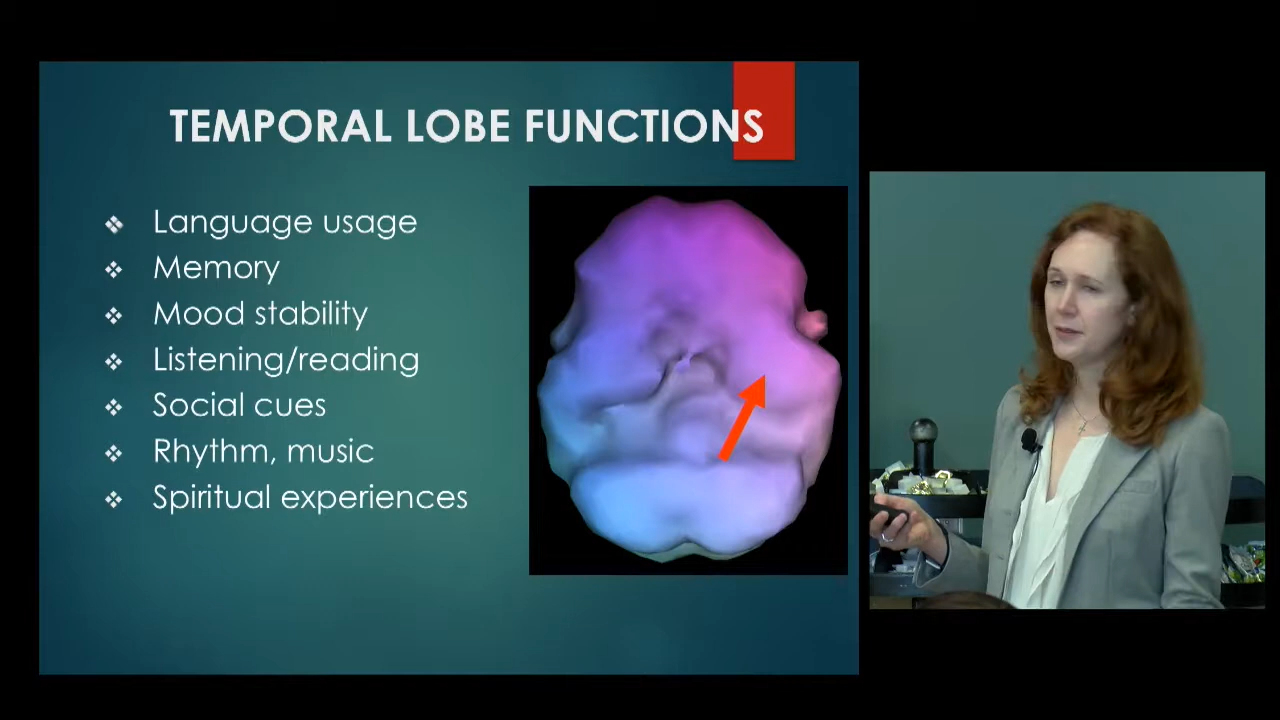 TEMPORAL LOBE FUNCTIONS
Language usage
Memory
Mood stability
Listening/reading
Social cues
Rhythm, music
Spiritual experiences